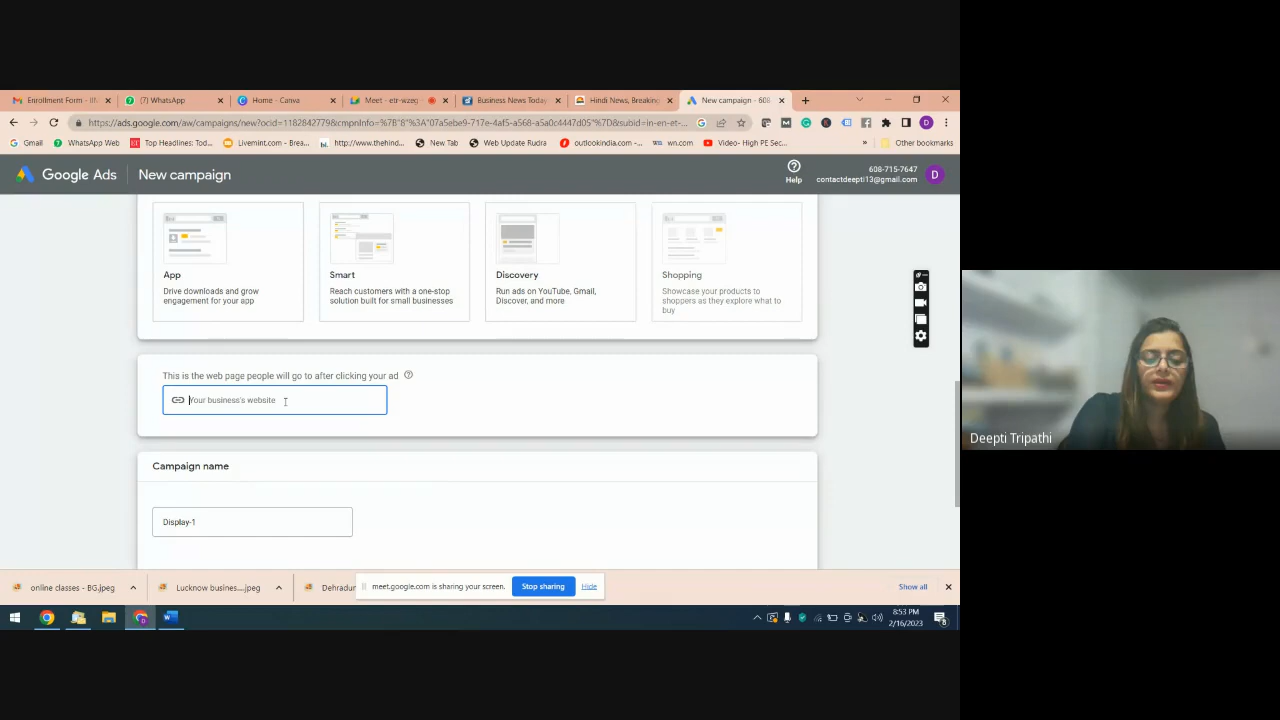 Enrollment Form - IIM
(7) WhatsApp
Home - Canva
Meet - etr-wzeg-
Business News Today
Hindi News, Breaking
New campaign - 608-
https://ads.google.com/aw/campaigns/new?ocid=1182842779&cmpnInfo=%7B"8"%3A"07a5ebe9-717e-4af5-a568-a5a0c4447d05"%7D&subid=in-en-et-...
Gmail
WhatsApp Web
Top Headlines: Tod...
Livemint.com - Brea...
http://www.thehind...
New Tab
Web Update Rudra
outlookindia.com -...
wn.com
Video- High PE Sec...
»
Other bookmarks
Google Ads
New campaign
Help
608-715-7647
contactdeepti13@gmail.com
D
App
Drive downloads and grow
engagement for your app
Smart
Reach customers with a one-stop
solution built for small businesses
Discovery
Run ads on YouTube, Gmail,
Discover, and more
Shopping
Showcase your products to
shoppers as they explore what to
buy
This is the web page people will go to after clicking your ad
Your business's website
Campaign name
Display-1
Deepti Tripathi
online classes - BG.jpeg
Lucknow busines....jpeg
Dehradu
meet.google.com is sharing your screen.
Stop sharing
Hide
Show all
8:53 PM
2/16/2023